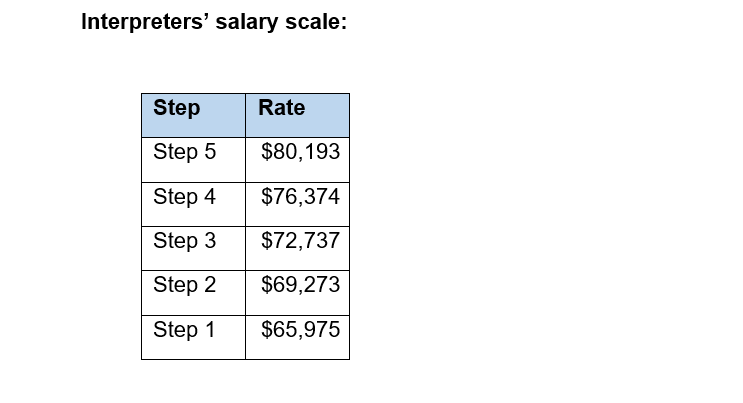 Interpreters’ salary scale:
Step Rate
Step 5 $80,193
Step 4 $76,374
Step 3 $72,737
Step 2 $69,273
Step 1 $65,975